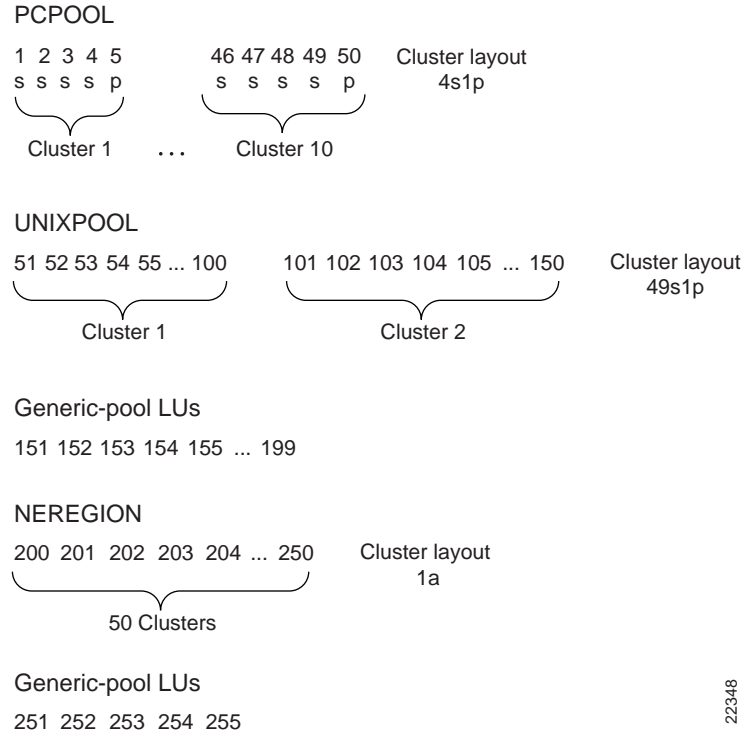 PCPOOL
1 2 3 4 5 46 47 48 49 50 Cluster layout
s s s s p s s s s p 4s1p
Cluster 1 ... Cluster 10
UNIXPOOL
51 52 53 54 55 ... 100 101 102 103 104 105 ... 150 Cluster layout
49s1p
Cluster 1 Cluster 2
Generic-pool LUs
151 152 153 154 155 ... 199
NEREGION
200 201 202 203 204 ... 250 Cluster layout
1a
50 Clusters
Generic-pool LUs
251 252 253 254 255
22348